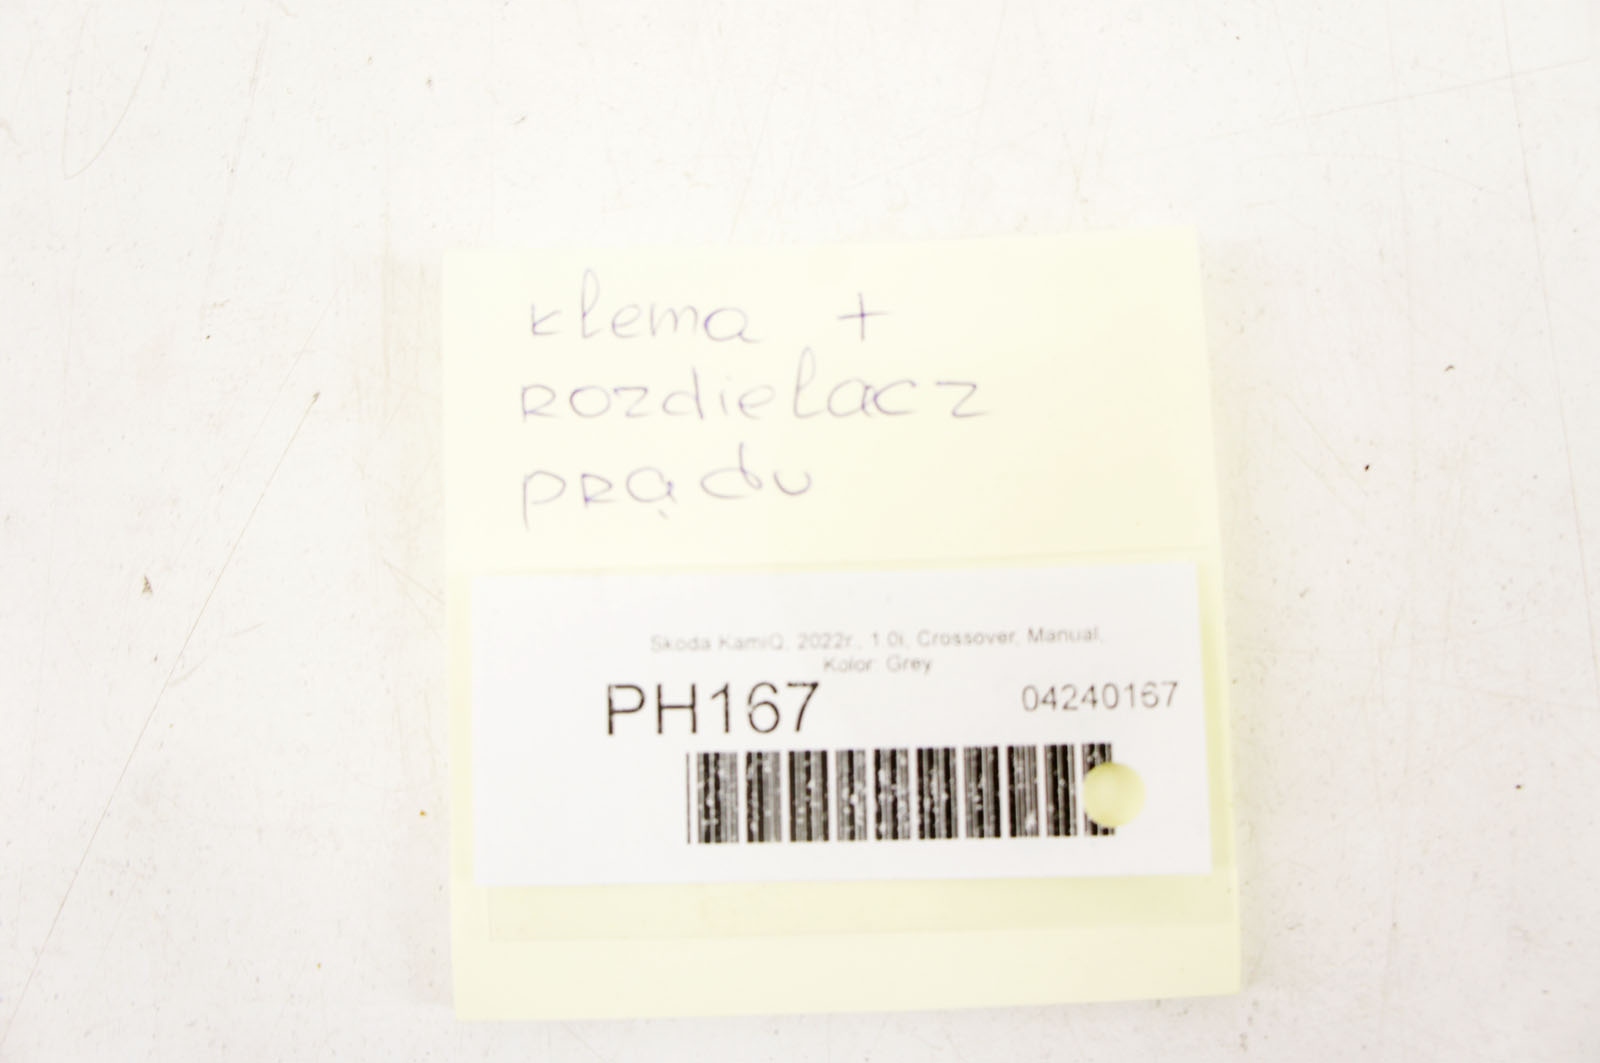 klema +
rozdielacz
prądu
Skoda KamiQ, 2022r., 1.0i, Crossover, Manual,
Kolor: Grey
PH167
04240167